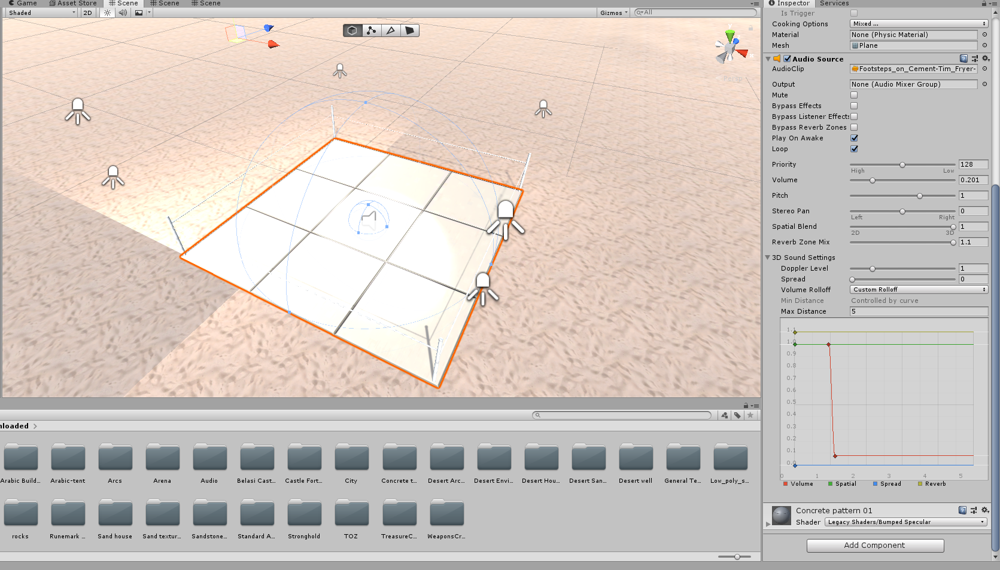 Game
Asset Store
Scene
Scene
Scene
Shaded
2D
Gizmos
All
Persp
Inspector
Services
Is Trigger
Cooking Options
Mixed ...
Material
None (Physic Material)
Mesh
Plane
Audio Source
AudioClip
Footsteps_on_Cement-Tim_Fryer-
Output
None (Audio Mixer Group)
Mute
Bypass Effects
Bypass Listener Effects
Bypass Reverb Zones
Play On Awake
Loop
Priority
128
High
Low
Volume
0.201
Pitch
1
Stereo Pan
0
Left
Right
Spatial Blend
1
2D
3D
Reverb Zone Mix
1.1
3D Sound Settings
Doppler Level
1
Spread
0
Volume Rolloff
Custom Rolloff
Min Distance
Controlled by curve
Max Distance
5
1.1
1.0
0.9
0.8
0.7
0.6
0.5
0.4
0.3
0.2
0.1
0.0
0 1 2 3 4 5
Volume
Spatial
Spread
Reverb
Concrete pattern 01
Shader
Legacy Shaders/Bumped Specular
Add Component
nloaded
Arabic Build...
Arabic-tent
Arcs
Arena
Audio
Belasi Cast...
Castle Fort...
City
Concrete t...
Desert Arc...
Desert Envi...
Desert Hou...
Desert San...
Desert well
General Te...
Low_poly_s...
rocks
Runemark ...
Sand house
Sand textur...
Sandstone...
Standard A...
Stronghold
TOZ
TreasureC...
WeaponsCr...